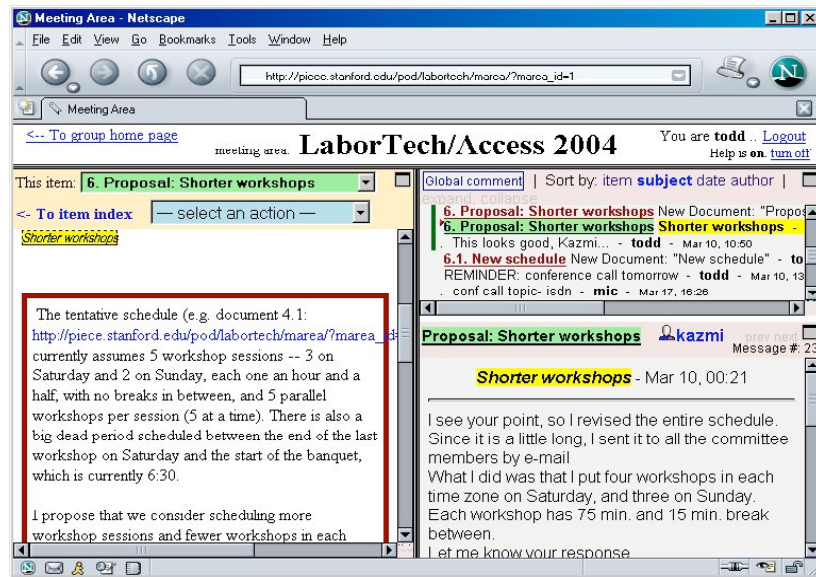 Meeting Area - Netscape
File Edit View Go Bookmarks Tools Window Help
http://piece.stanford.edu/pod/labortech/marea/?marea_id=1
Meeting Area
<-- To group home page
meeting area. LaborTech/Access 2004
You are todd .. Logout
Help is on. turn off
This item: 6. Proposal: Shorter workshops
<- To item index
— select an action —
Shorter workshops
The tentative schedule (e.g. document 4.1:
http://piece.stanford.edu/pod/labortech/marea/?marea_id=
currently assumes 5 workshop sessions -- 3 on
Saturday and 2 on Sunday, each one an hour and a
half, with no breaks in between, and 5 parallel
workshops per session (5 at a time). There is also a
big dead period scheduled between the end of the last
workshop on Saturday and the start of the banquet,
which is currently 6:30.
I propose that we consider scheduling more
workshop sessions and fewer workshops in each
Global comment | Sort by: item subject date author |
expand, collapse
6. Proposal: Shorter workshops New Document: "Propos
6. Proposal: Shorter workshops Shorter workshops -
. This looks good, Kazmi... - todd - Mar 10, 10:50
6.1. New schedule New Document: "New schedule" - to
REMINDER: conference call tomorrow - todd - Mar 10, 13
. conf call topic- isdn - mic - Mar 17, 16:26
Proposal: Shorter workshops
kazmi
prev next
Message #: 23
Shorter workshops - Mar 10, 00:21
I see your point, so I revised the entire schedule.
Since it is a little long, I sent it to all the committee
members by e-mail
What I did was that I put four workshops in each
time zone on Saturday, and three on Sunday.
Each workshop has 75 min. and 15 min. break
between.
Let me know your response